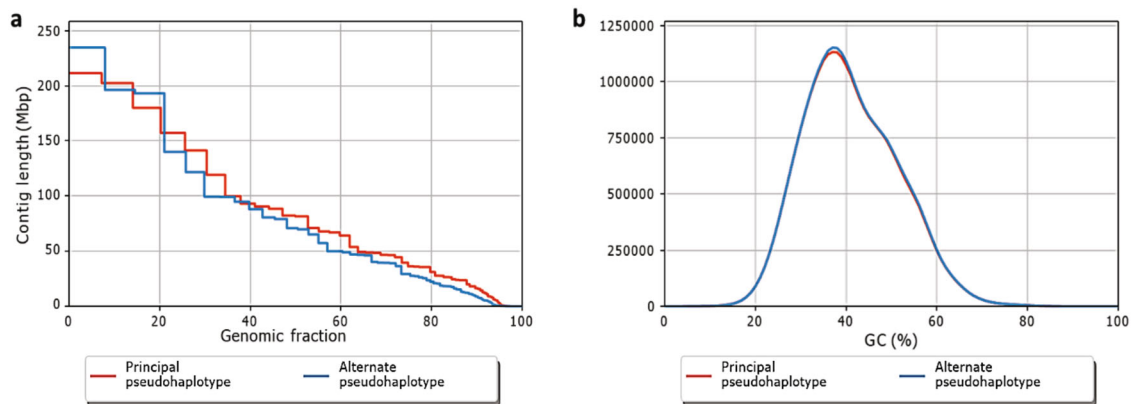 a
Contig length (Mbp)
250
200
150
100
50
0
0 20 40 60 80 100
Genomic fraction
Principal pseudohaplotype
Alternate pseudohaplotype
b
1250000
1000000
750000
500000
250000
0
0 20 40 60 80 100
GC (%)
Principal pseudohaplotype
Alternate pseudohaplotype